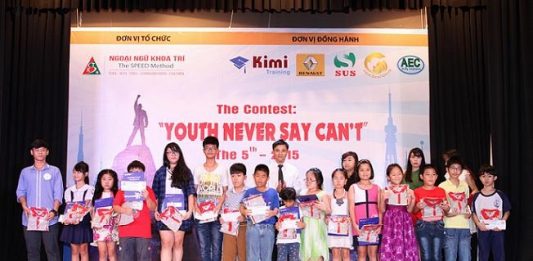 ĐƠN VỊ TỔ CHỨC
ĐƠN VỊ ĐỒNG HÀNH
NGOẠI NGỮ KHOA TRÍ
The SPEED Method
Kimi
Training
RENAULT
SUS
AEC
The Contest:
"YOUTH NEVER SAY CAN'T"
The 5th - 2015